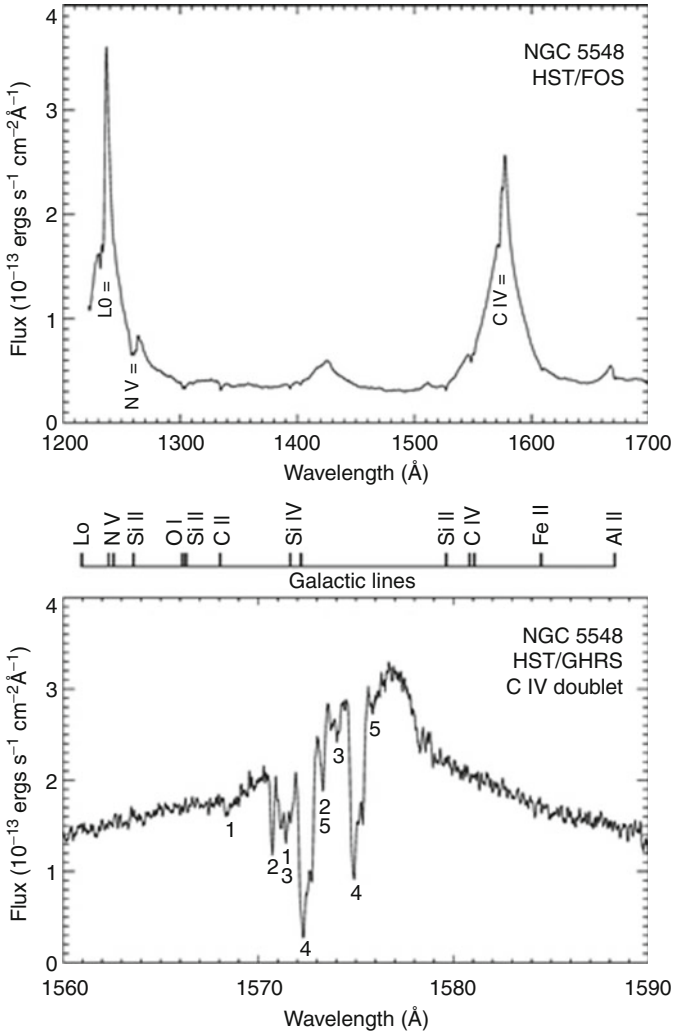 4
3
2
1
0
Flux (10−13 ergs s−1 cm−2Å−1)
NGC 5548
HST/FOS
L0 =
N V =
C IV =
1200 1300 1400 1500 1600 1700
Wavelength (Å)
Lo N V Si II O I Si II C II Si IV Si II C IV Fe II Al II
Galactic lines
4
3
2
1
0
Flux (10−13 ergs s−1 cm−2Å−1)
NGC 5548
HST/GHRS
C IV doublet
1
2
1
3
4
2
5
3
4
5
1560 1570 1580 1590
Wavelength (Å)